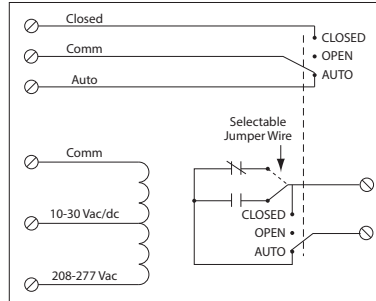 Closed
CLOSED
Comm
OPEN
AUTO
Auto
Selectable
Jumper Wire
Comm
10-30 Vac/dc
CLOSED
OPEN
AUTO
208-277 Vac